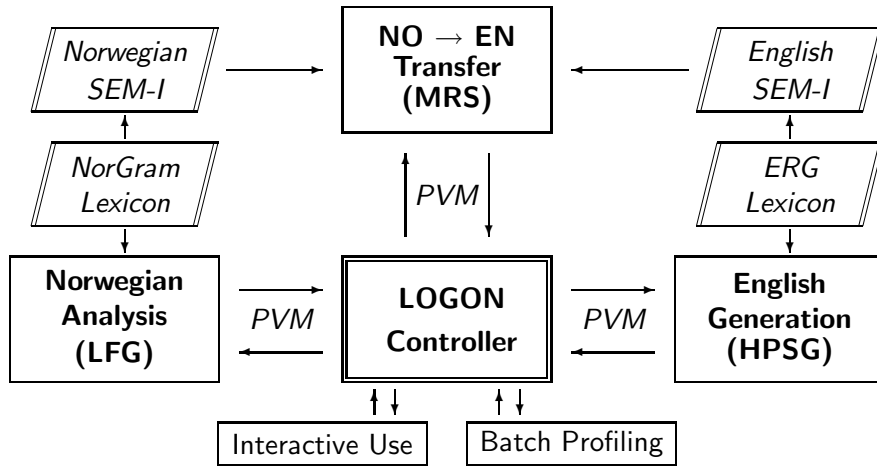 Norwegian
SEM-I
NO → EN
Transfer
(MRS)
English
SEM-I
NorGram
Lexicon
PVM
ERG
Lexicon
Norwegian
Analysis
(LFG)
PVM
LOGON
Controller
PVM
English
Generation
(HPSG)
Interactive Use
Batch Profiling